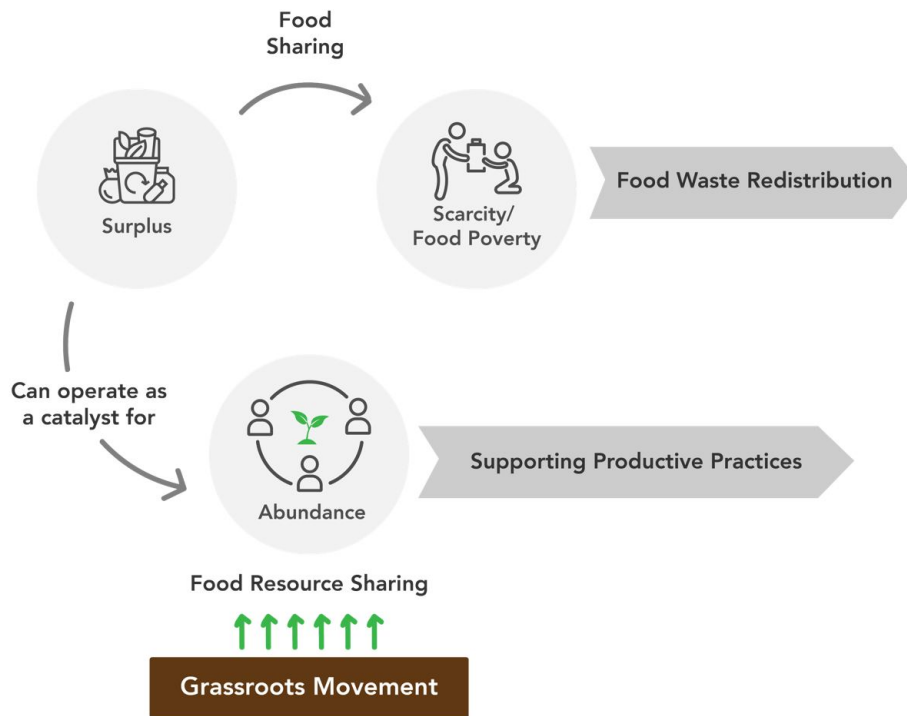 Food
Sharing
Surplus
Scarcity/
Food Poverty
Food Waste Redistribution
Can operate as
a catalyst for
Abundance
Supporting Productive Practices
Food Resource Sharing
Grassroots Movement